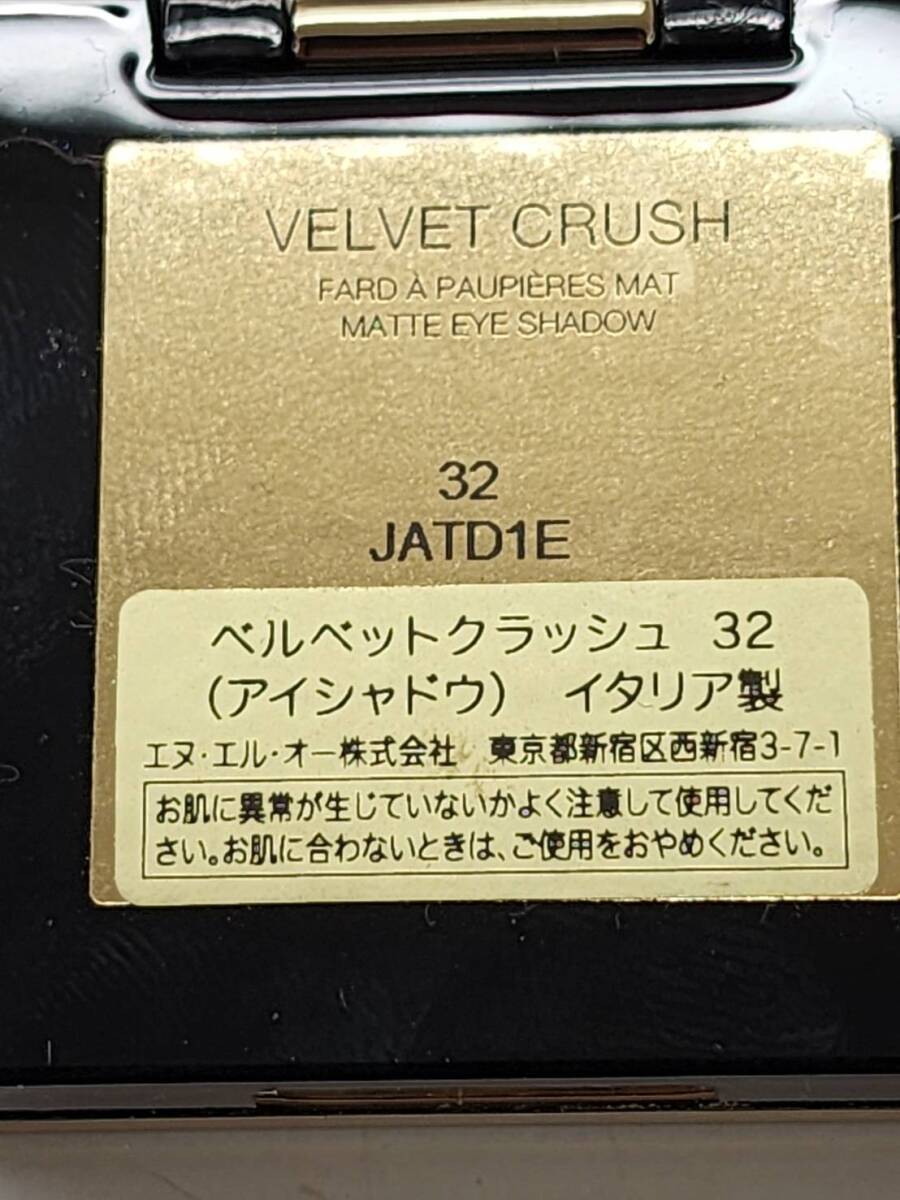 VELVET CRUSH
FARD À PAUPIÈRES MAT
MATTE EYE SHADOW
32
JATD1E
ベルベットクラッシュ 32
(アイシャドウ) イタリア製
エヌ・エル・オー株式会社 東京都新宿区西新宿3-7-1
お肌に異常が生じていないかよく注意して使用してくだ
さい。お肌に合わないときは、ご使用をおやめください。